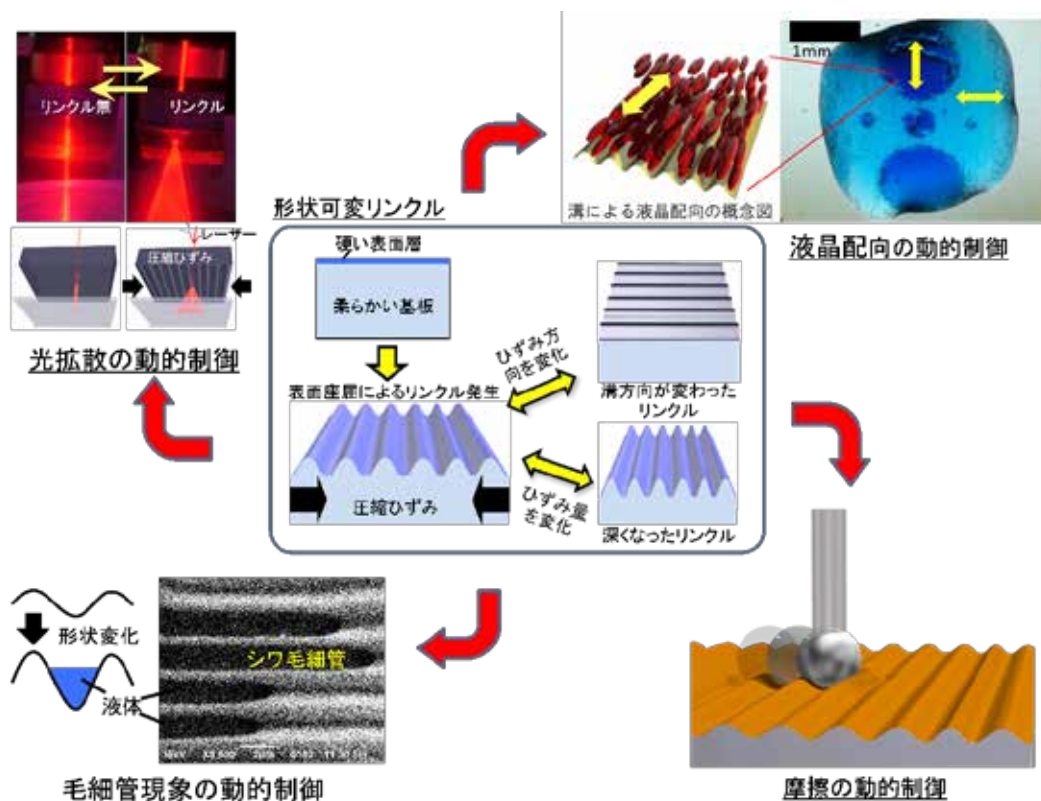 リンクル無
リンクル
レーザー
圧縮ひずみ
光拡散の動的制御
1mm
溝による液晶配向の概念図
液晶配向の動的制御
形状可変リンクル
硬い表面層
柔らかい基板
表面座屈によるリンクル発生
圧縮ひずみ
ひずみ方
向を変化
溝方向が変わった
リンクル
ひずみ量
を変化
深くなったリンクル
形状変化
液体
シワ毛細管
毛細管現象の動的制御
摩擦の動的制御